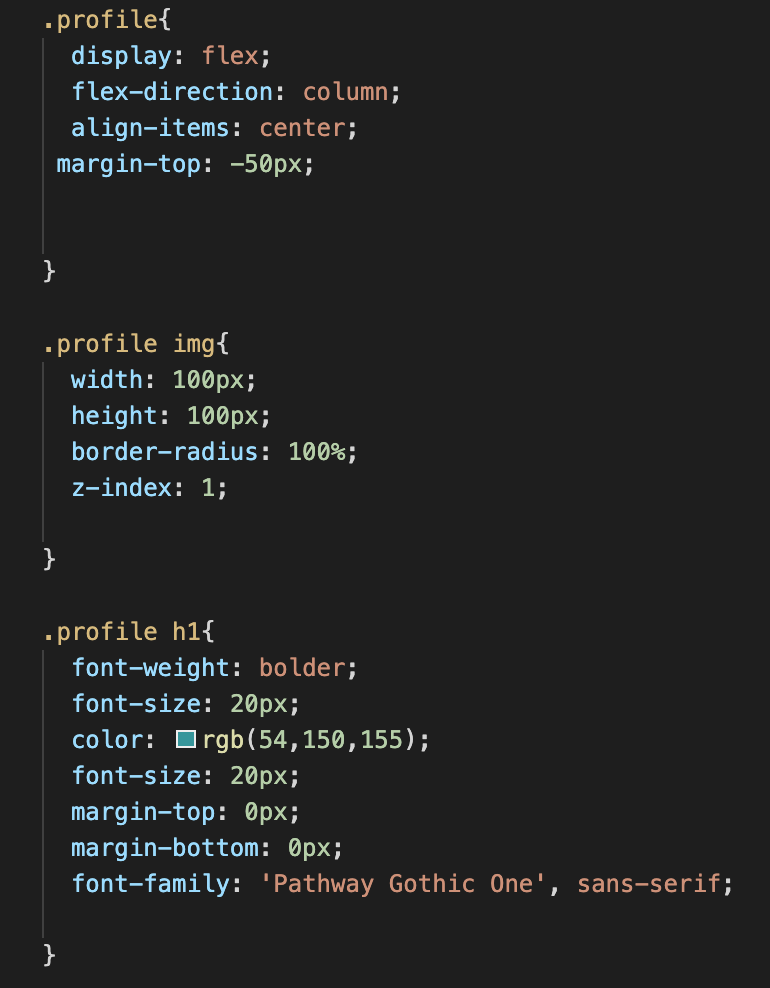 .profile{
  display: flex;
  flex-direction: column;
  align-items: center;
 margin-top: -50px;
}
.profile img{
  width: 100px;
  height: 100px;
  border-radius: 100%;
  z-index: 1;
}
.profile h1{
  font-weight: bolder;
  font-size: 20px;
  color: rgb(54,150,155);
  font-size: 20px;
  margin-top: 0px;
  margin-bottom: 0px;
  font-family: 'Pathway Gothic One', sans-serif;
}